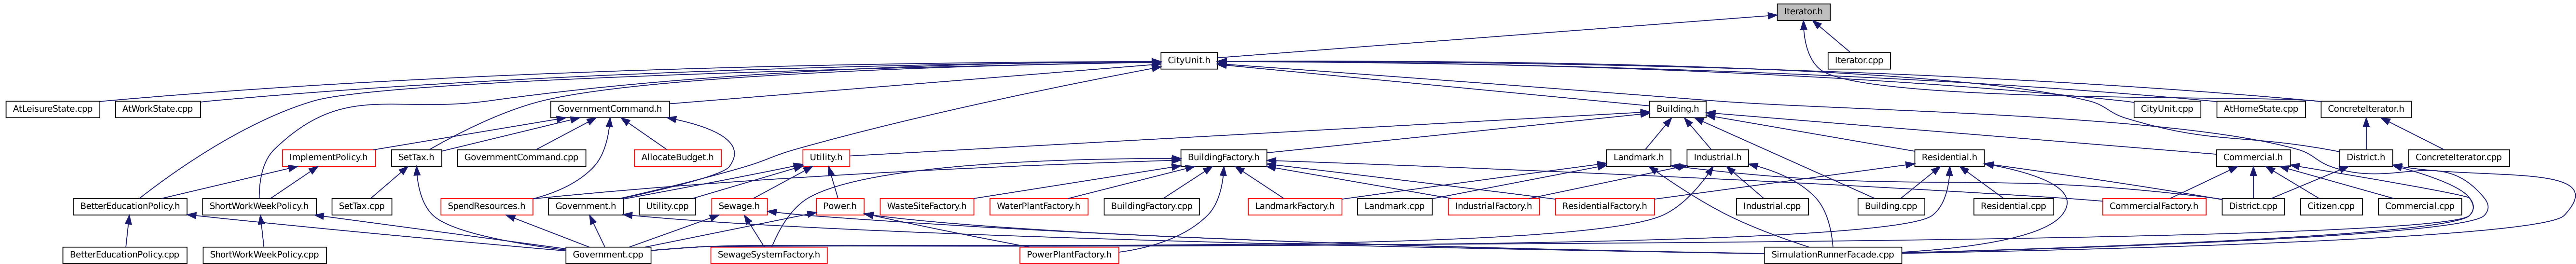 Iterator.h
CityUnit.h
Iterator.cpp
AtLeisureState.cpp
AtWorkState.cpp
GovernmentCommand.h
Building.h
CityUnit.cpp
AtHomeState.cpp
ConcreteIterator.h
ImplementPolicy.h
SetTax.h
GovernmentCommand.cpp
AllocateBudget.h
Utility.h
BuildingFactory.h
Landmark.h
Industrial.h
Residential.h
Commercial.h
District.h
ConcreteIterator.cpp
BetterEducationPolicy.h
ShortWorkWeekPolicy.h
SetTax.cpp
SpendResources.h
Government.h
Utility.cpp
Sewage.h
Power.h
WasteSiteFactory.h
WaterPlantFactory.h
BuildingFactory.cpp
LandmarkFactory.h
Landmark.cpp
IndustrialFactory.h
ResidentialFactory.h
Industrial.cpp
Building.cpp
Residential.cpp
CommercialFactory.h
District.cpp
Citizen.cpp
Commercial.cpp
BetterEducationPolicy.cpp
ShortWorkWeekPolicy.cpp
Government.cpp
SewageSystemFactory.h
PowerPlantFactory.h
SimulationRunnerFacade.cpp